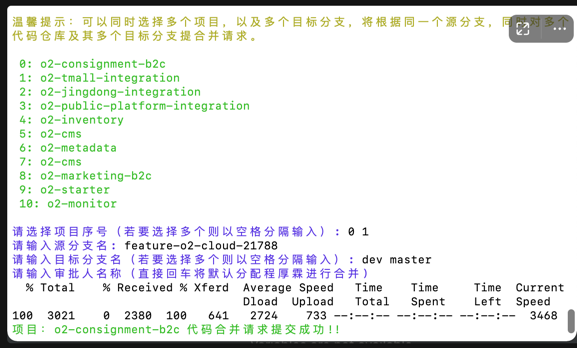 温馨提示：可以同时选择多个项目，以及多个目标分支，将根据同一个源分支，同时对多个
代码仓库及其多个目标分支提合并请求。
0: o2-consignment-b2c
1: o2-tmall-integration
2: o2-jingdong-integration
3: o2-public-platform-integration
4: o2-inventory
5: o2-cms
6: o2-metadata
7: o2-cms
8: o2-marketing-b2c
9: o2-starter
10: o2-monitor
请选择项目序号（若要选择多个则以空格分隔输入）: 0 1
请输入源分支名: feature-o2-cloud-21788
请输入目标分支名（若要选择多个则以空格分隔输入）: dev master
请输入审批人名称（直接回车将默认分配程厚霖进行合并）
% Total % Received % Xferd Average Speed Time Time Time Current
Dload Upload Total Spent Left Speed
100 3021 0 2380 100 641 2724 733 --:--:-- --:--:-- --:--:-- 3468
项目: o2-consignment-b2c 代码合并请求提交成功!!